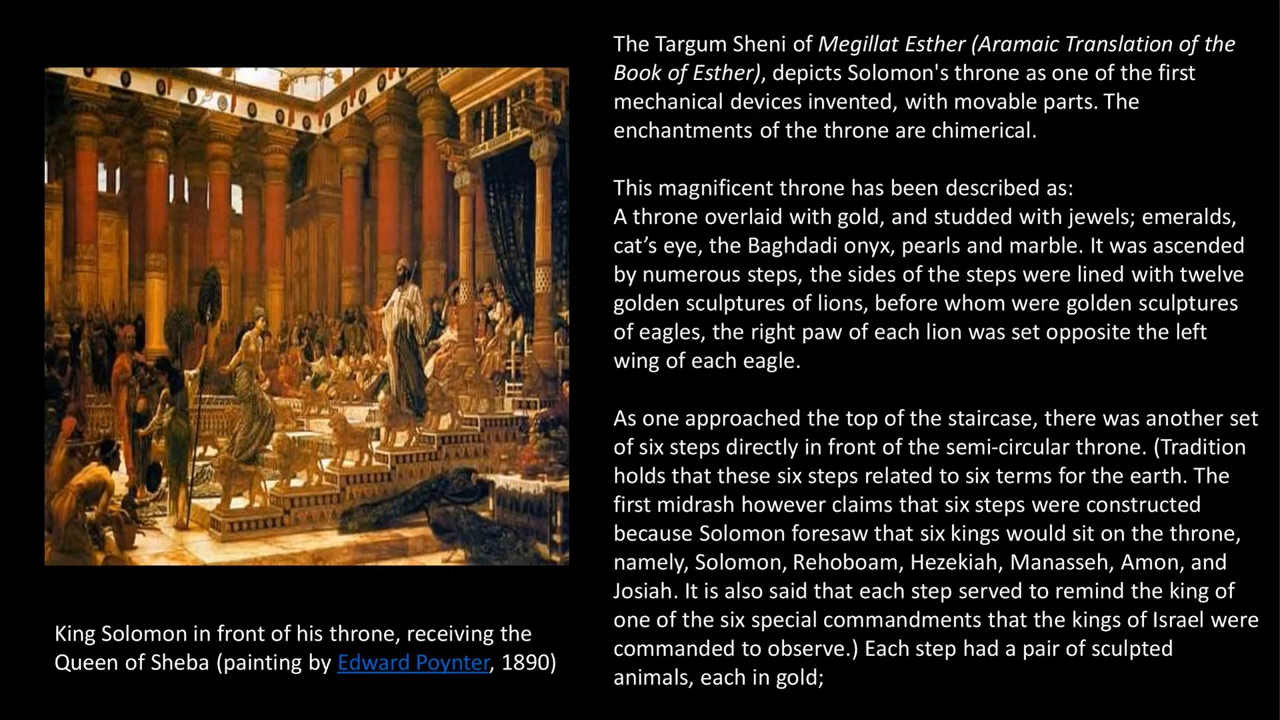 The Targum Sheni of Megillat Esther (Aramaic Translation of the
Book of Esther), depicts Solomon's throne as one of the first
mechanical devices invented, with movable parts. The
enchantments of the throne are chimerical.
This magnificent throne has been described as:
A throne overlaid with gold, and studded with jewels; emeralds,
cat’s eye, the Baghdadi onyx, pearls and marble. It was ascended
by numerous steps, the sides of the steps were lined with twelve
golden sculptures of lions, before whom were golden sculptures
of eagles, the right paw of each lion was set opposite the left
wing of each eagle.
As one approached the top of the staircase, there was another set
of six steps directly in front of the semi-circular throne. (Tradition
holds that these six steps related to six terms for the earth. The
first midrash however claims that six steps were constructed
because Solomon foresaw that six kings would sit on the throne,
namely, Solomon, Rehoboam, Hezekiah, Manasseh, Amon, and
Josiah. It is also said that each step served to remind the king of
one of the six special commandments that the kings of Israel were
commanded to observe.) Each step had a pair of sculpted
animals, each in gold;
King Solomon in front of his throne, receiving the
Queen of Sheba (painting by Edward Poynter, 1890)